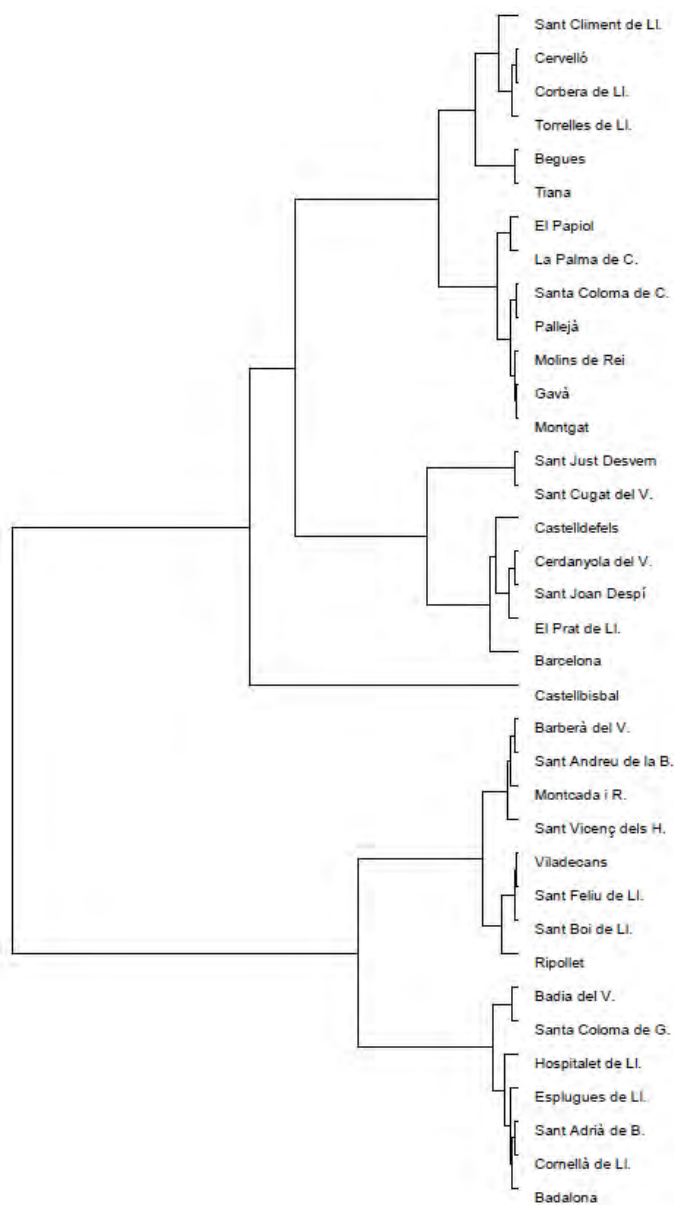 Sant Climent de Ll.
Cervelló
Corbera de Ll.
Torrelles de Ll.
Begues
Tiana
El Papiol
La Palma de C.
Santa Coloma de C.
Pallejà
Molins de Rei
Gavà
Montgat
Sant Just Desvern
Sant Cugat del V.
Castelldefels
Cerdanyola del V.
Sant Joan Despí
El Prat de Ll.
Barcelona
Castellbisbal
Barberà del V.
Sant Andreu de la B.
Montcada i R.
Sant Vicenç dels H.
Viladecans
Sant Feliu de Ll.
Sant Boi de Ll.
Ripollet
Badia del V.
Santa Coloma de G.
Hospitalet de Ll.
Esplugues de Ll.
Sant Adrià de B.
Cornellà de Ll.
Badalona